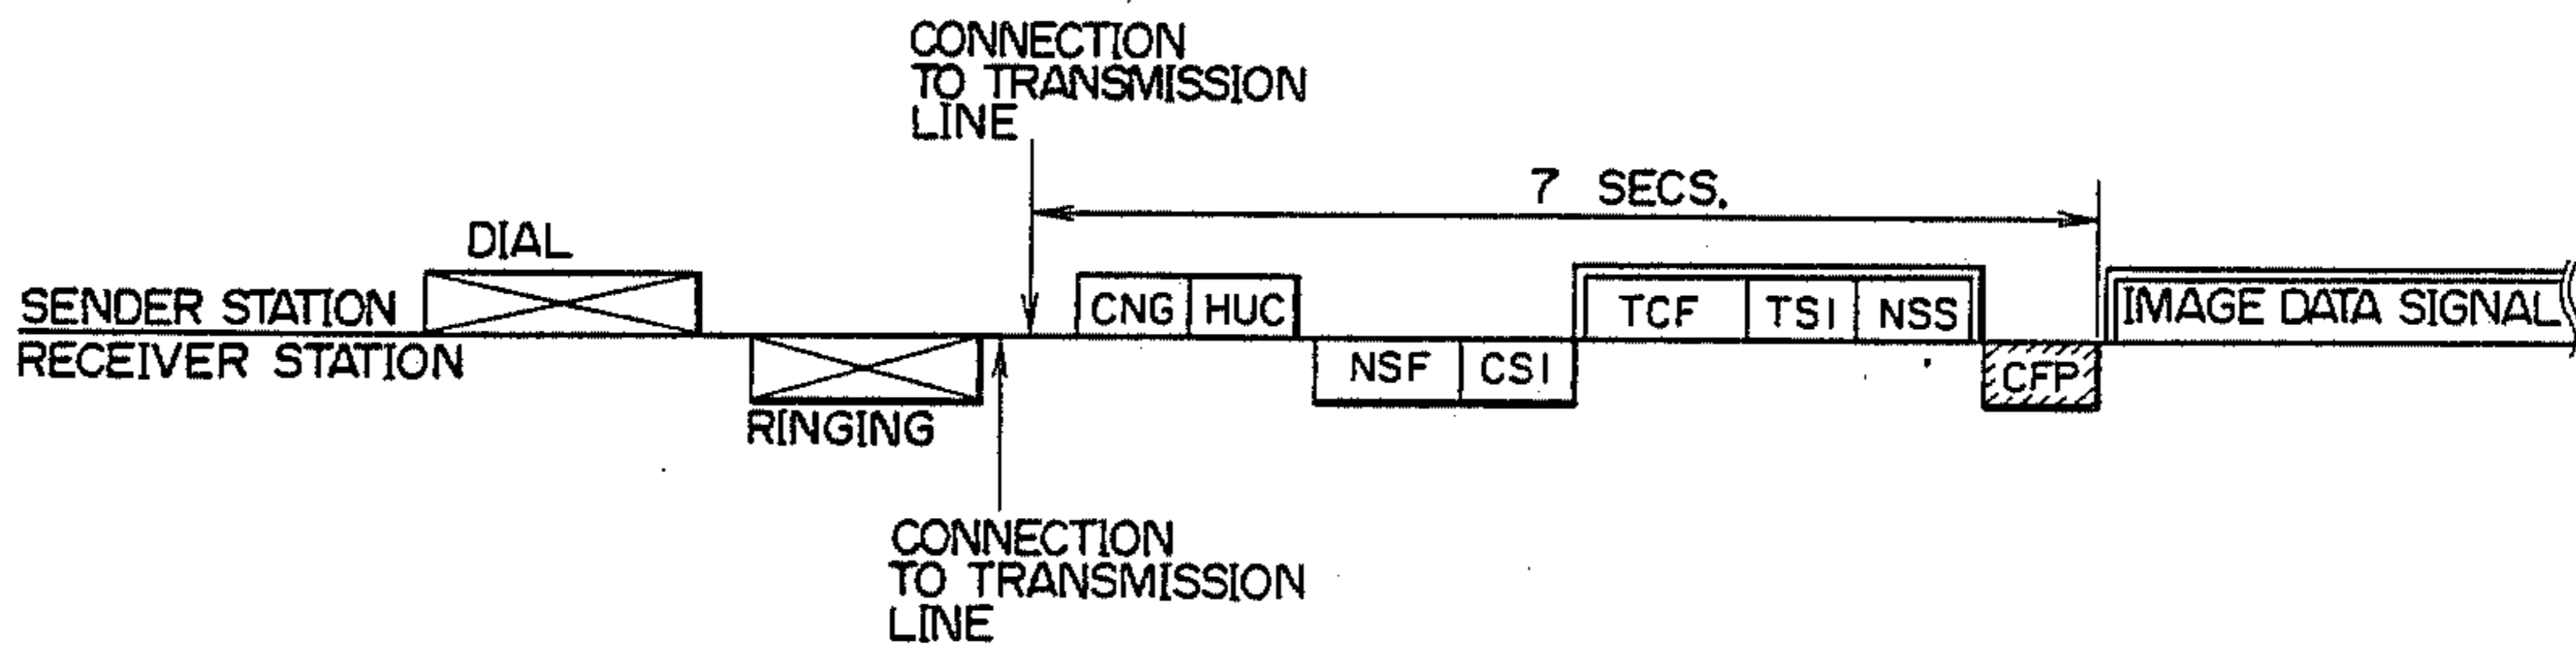 CONNECTION
TO TRANSMISSION
LINE
7 SECS.
DIAL
SENDER STATION
CNG HUC
TCF TSI NSS
IMAGE DATA SIGNAL
RECEIVER STATION
NSF CSI
CFP
RINGING
CONNECTION
TO TRANSMISSION
LINE